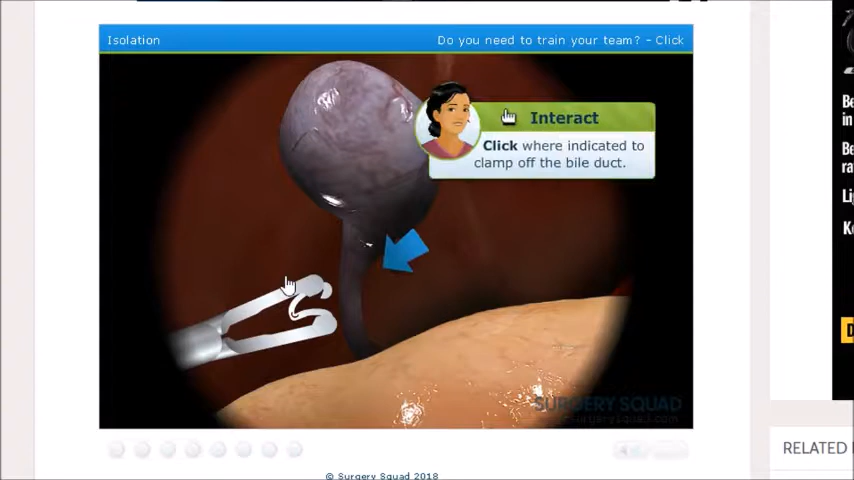 Isolation
Do you need to train your team? - Click
Interact
Click where indicated to
clamp off the bile duct.
SURGERY SQUAD
RELATED
© Surgery Squad 2018